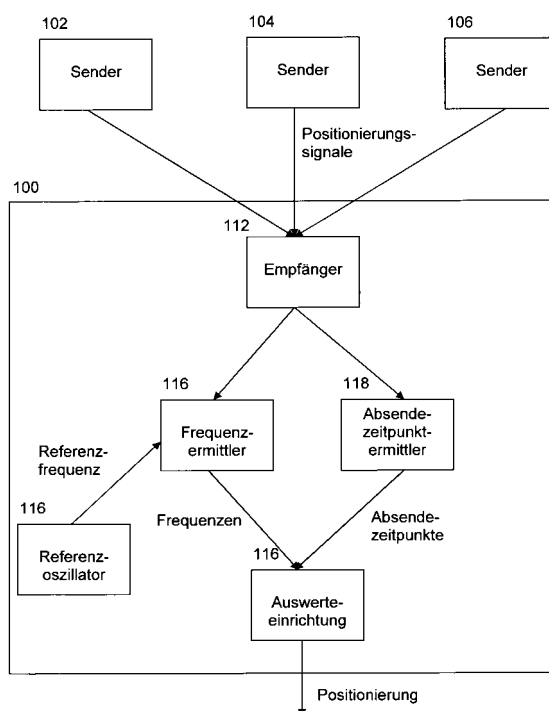 102
104
106
Sender
Sender
Sender
Positionierungs-
signale
100
112
Empfänger
116
118
Frequenz-
ermittler
Absende-
zeitpunkt-
ermittler
Referenz-
frequenz
116
Referenz-
oszillator
Frequenzen
Absende-
zeitpunkte
116
Auswerte-
einrichtung
Positionierung